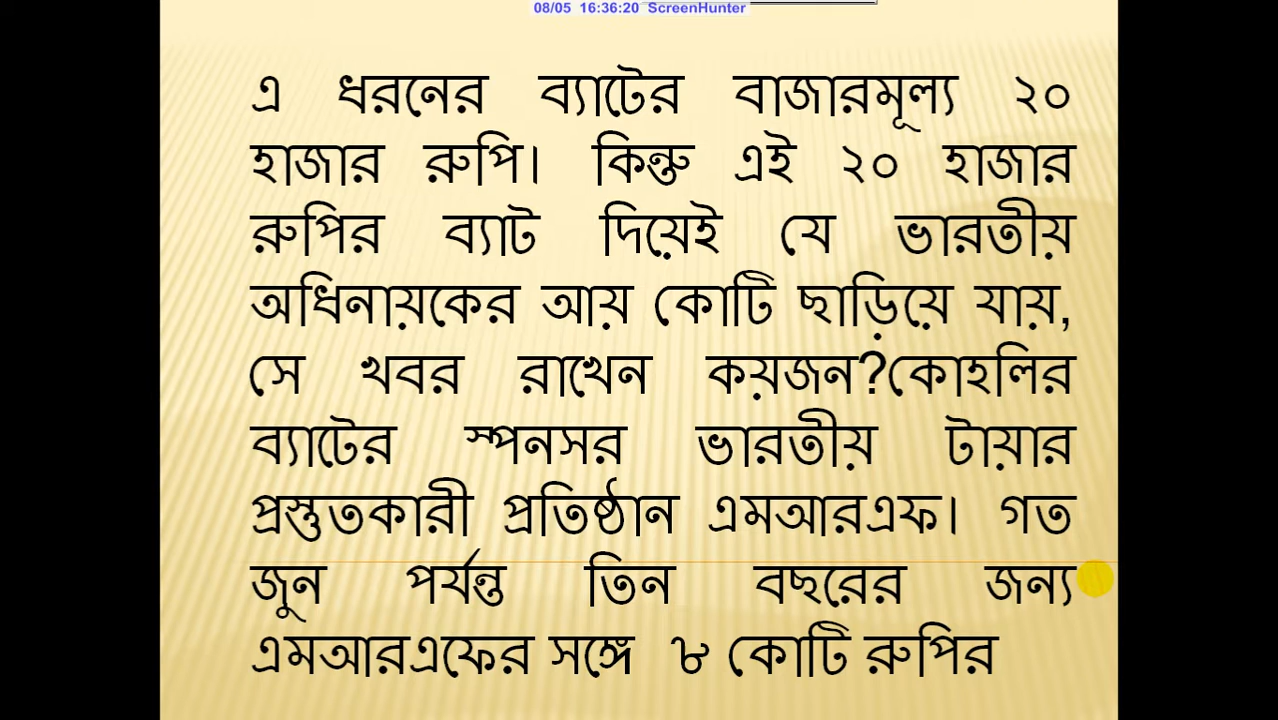 08/05 16:36:20 ScreenHunter
এ ধরনের ব্যাটের বাজারমূল্য ২০
হাজার রুপি। কিন্তু এই ২০ হাজার
রুপির ব্যাট দিয়েই যে ভারতীয়
অধিনায়কের আয় কোটি ছাড়িয়ে যায়,
সে খবর রাখেন কয়জন?কোহলির
ব্যাটের স্পনসর ভারতীয় টায়ার
প্রস্তুতকারী প্রতিষ্ঠান এমআরএফ। গত
জুন পর্যন্ত তিন বছরের জন্য
এমআরএফের সঙ্গে ৮ কোটি রুপির